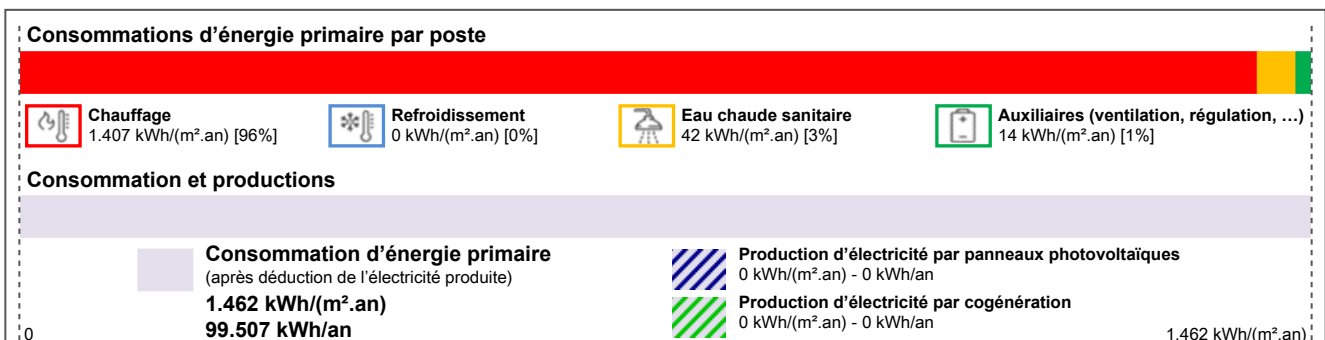 Consommations d'énergie primaire par poste
Chauffage
1.407 kWh/(m².an) [96%]
Refroidissement
0 kWh/(m².an) [0%]
Eau chaude sanitaire
42 kWh/(m².an) [3%]
Auxiliaires (ventilation, régulation, …)
14 kWh/(m².an) [1%]
Consommation et productions
Consommation d'énergie primaire
(après déduction de l'électricité produite)
1.462 kWh/(m².an)
99.507 kWh/an
Production d'électricité par panneaux photovoltaïques
0 kWh/(m².an) - 0 kWh/an
Production d'électricité par cogénération
0 kWh/(m².an) - 0 kWh/an
0
1.462 kWh/(m².an)